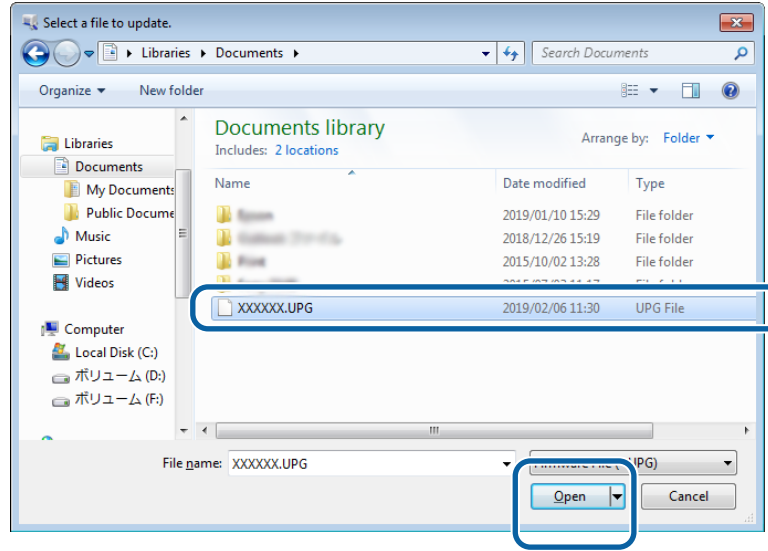 Select a file to update.
Libraries Documents Search Documents
Organize New folder
Documents library
Includes: 2 locations
Arrange by: Folder
Libraries
Documents
My Documents
Public Docume
Music
Pictures
Videos
Computer
Local Disk (C:)
ボリューム (D:)
ボリューム (F:)
Name Date modified Type
2019/01/10 15:29 File folder
2018/12/26 15:19 File folder
2015/10/02 13:28 File folder
XXXXXX.UPG 2019/02/06 11:30 UPG File
File name: XXXXXX.UPG UPG)
Open Cancel